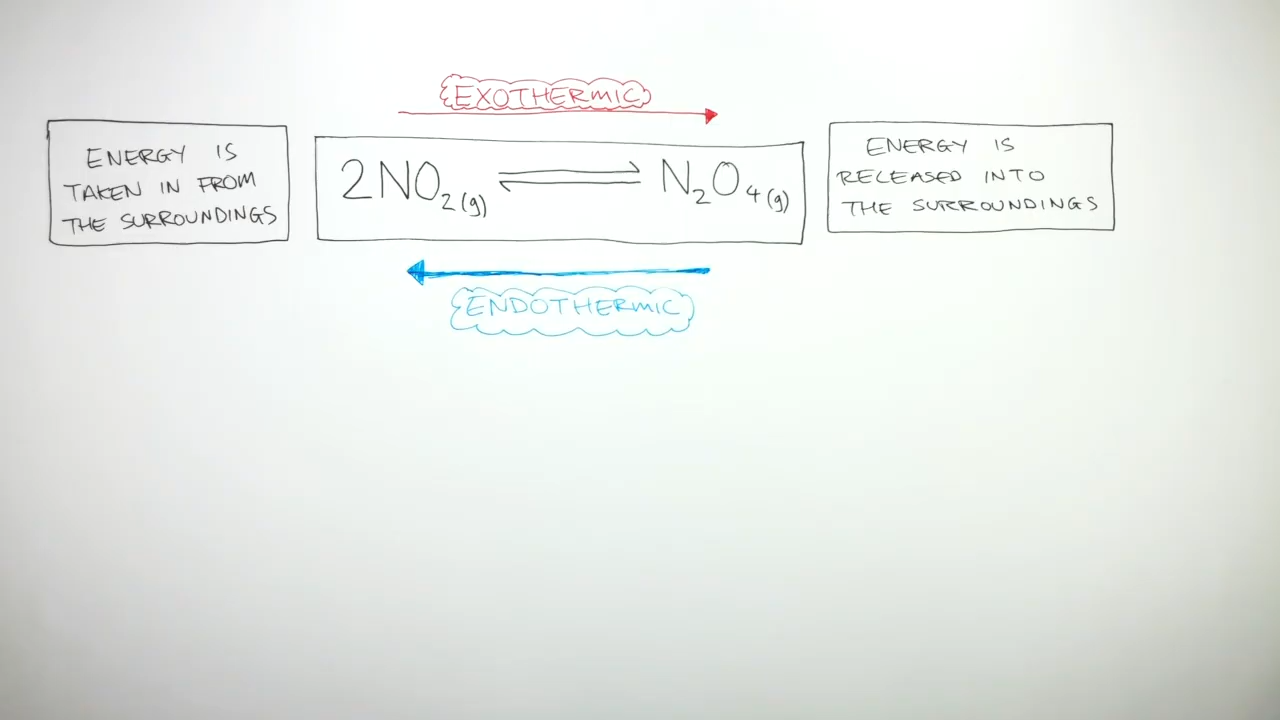 EXOTHERMIC
ENERGY IS
TAKEN IN FROM
THE SURROUNDINGS
2NO₂(g) ⇌ N₂O₄(g)
ENERGY IS
RELEASED INTO
THE SURROUNDINGS
ENDOTHERMIC